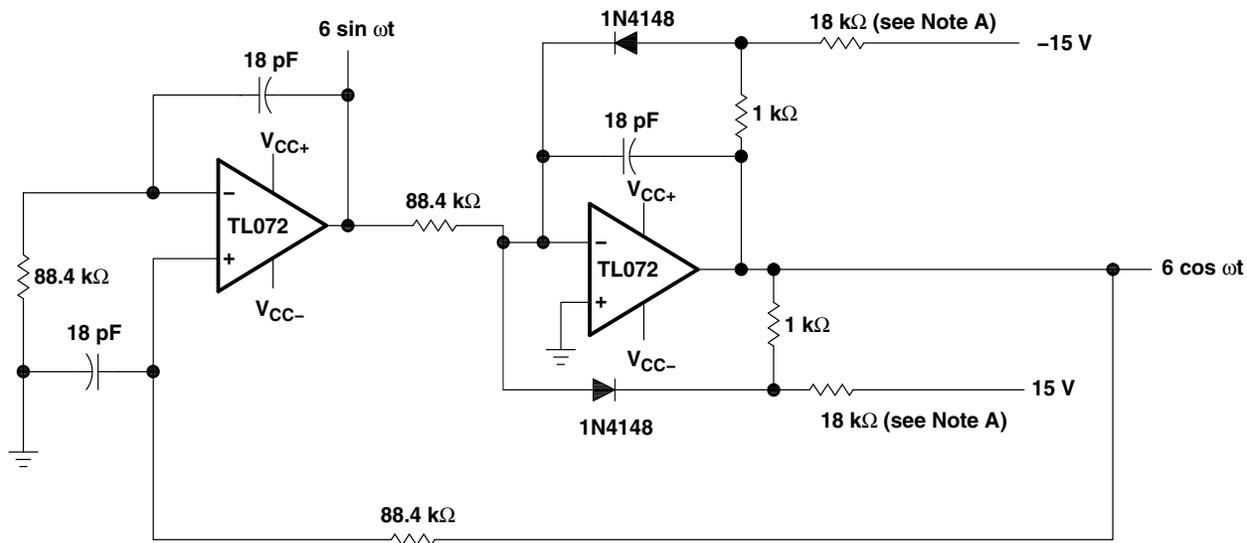 1N4148
18 kΩ (see Note A)
−15 V
6 sin ωt
18 pF
1 kΩ
18 pF
VCC+
−
TL072
+
VCC−
88.4 kΩ
88.4 kΩ
18 pF
VCC+
−
TL072
+
VCC−
6 cos ωt
1 kΩ
15 V
1N4148
18 kΩ (see Note A)
88.4 kΩ